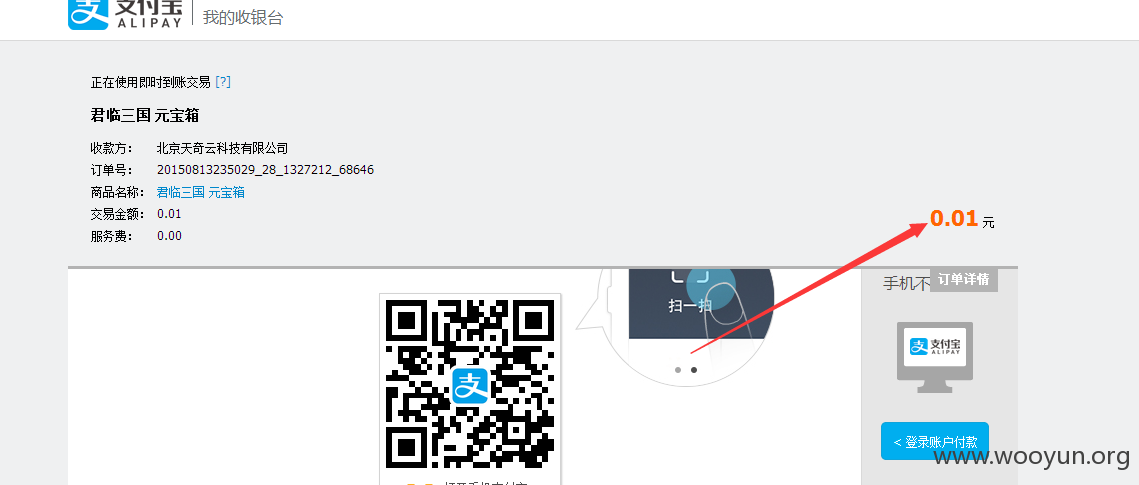 支付宝
ALIPAY
我的收银台
正在使用即时到账交易 [?]
君临三国 元宝箱
收款方： 北京天奇云科技有限公司
订单号： 20150813235029_28_1327212_68646
商品名称： 君临三国 元宝箱
交易金额： 0.01
0.01 元
服务费： 0.00
订单详情
手机不
扫一扫
支
支付宝
ALIPAY
< 登录账户付款
www.wooyun.org